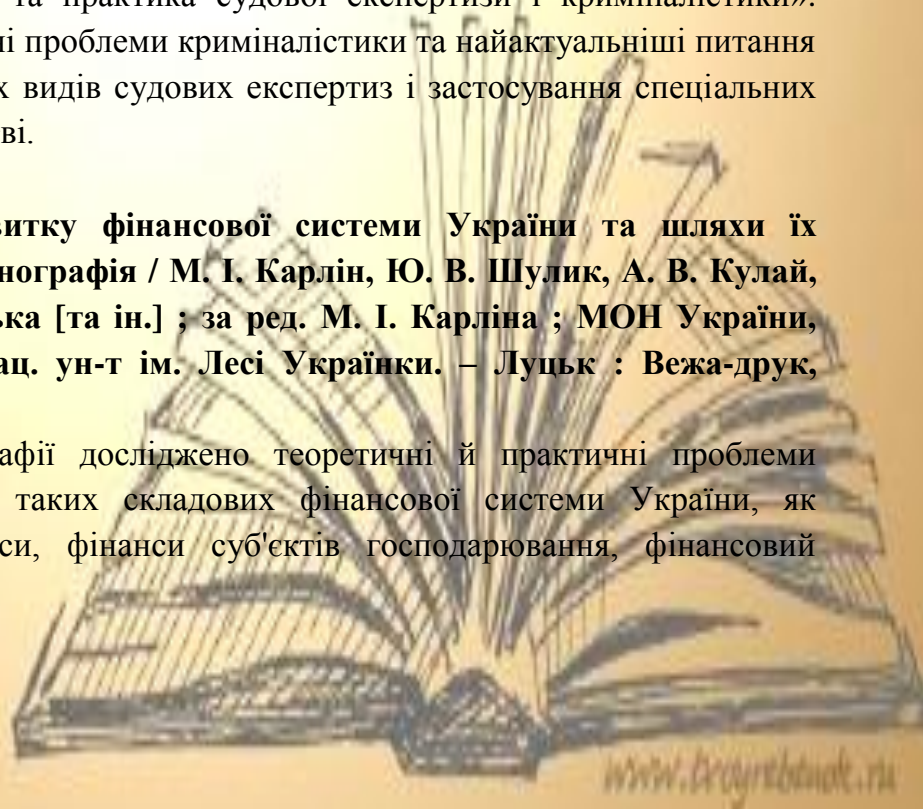 та практика судової експертизи і криміналістики».
ні проблеми криміналістики та найактуальніші питання
х видів судових експертиз і застосування спеціальних
ві.
витку фінансової системи України та шляхи їх
нографія / М. І. Карлін, Ю. В. Шулик, А. В. Кулай,
ька [та ін.] ; за ред. М. І. Карліна ; МОН України,
ац. ун-т ім. Лесі Українки. – Луцьк : Вежа-друк,
афії досліджено теоретичні й практичні проблеми
таких складових фінансової системи України, як
си, фінанси суб'єктів господарювання, фінансовий